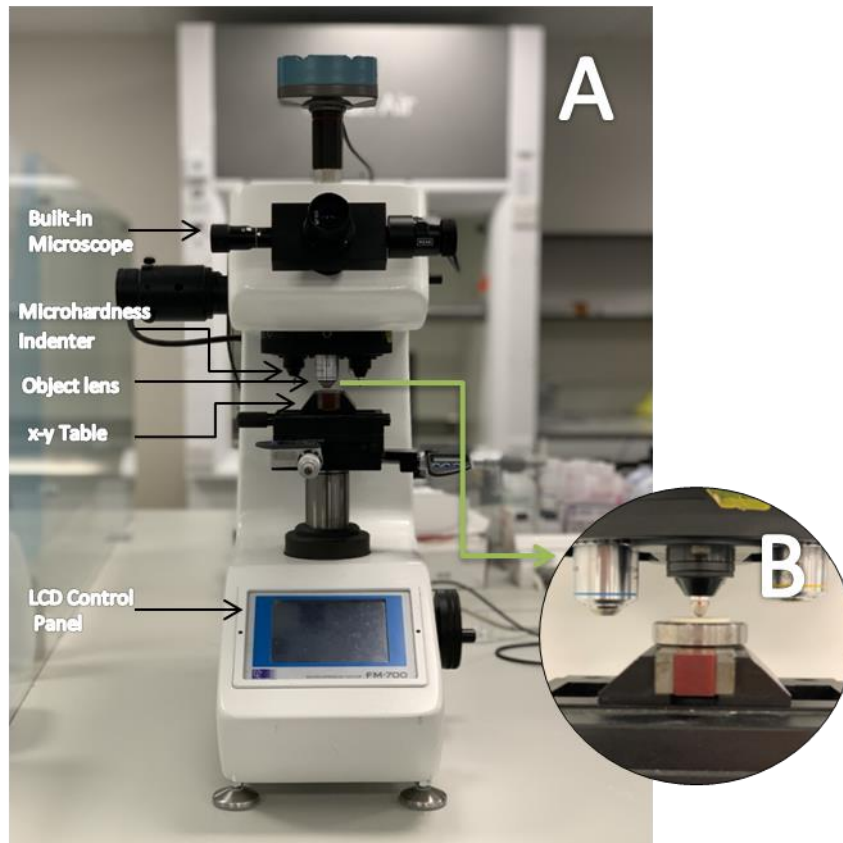 A
Built-in
Microscope
Microhardness
Indenter
Object lens
x-y Table
LCD Control
Panel
FM-700
B